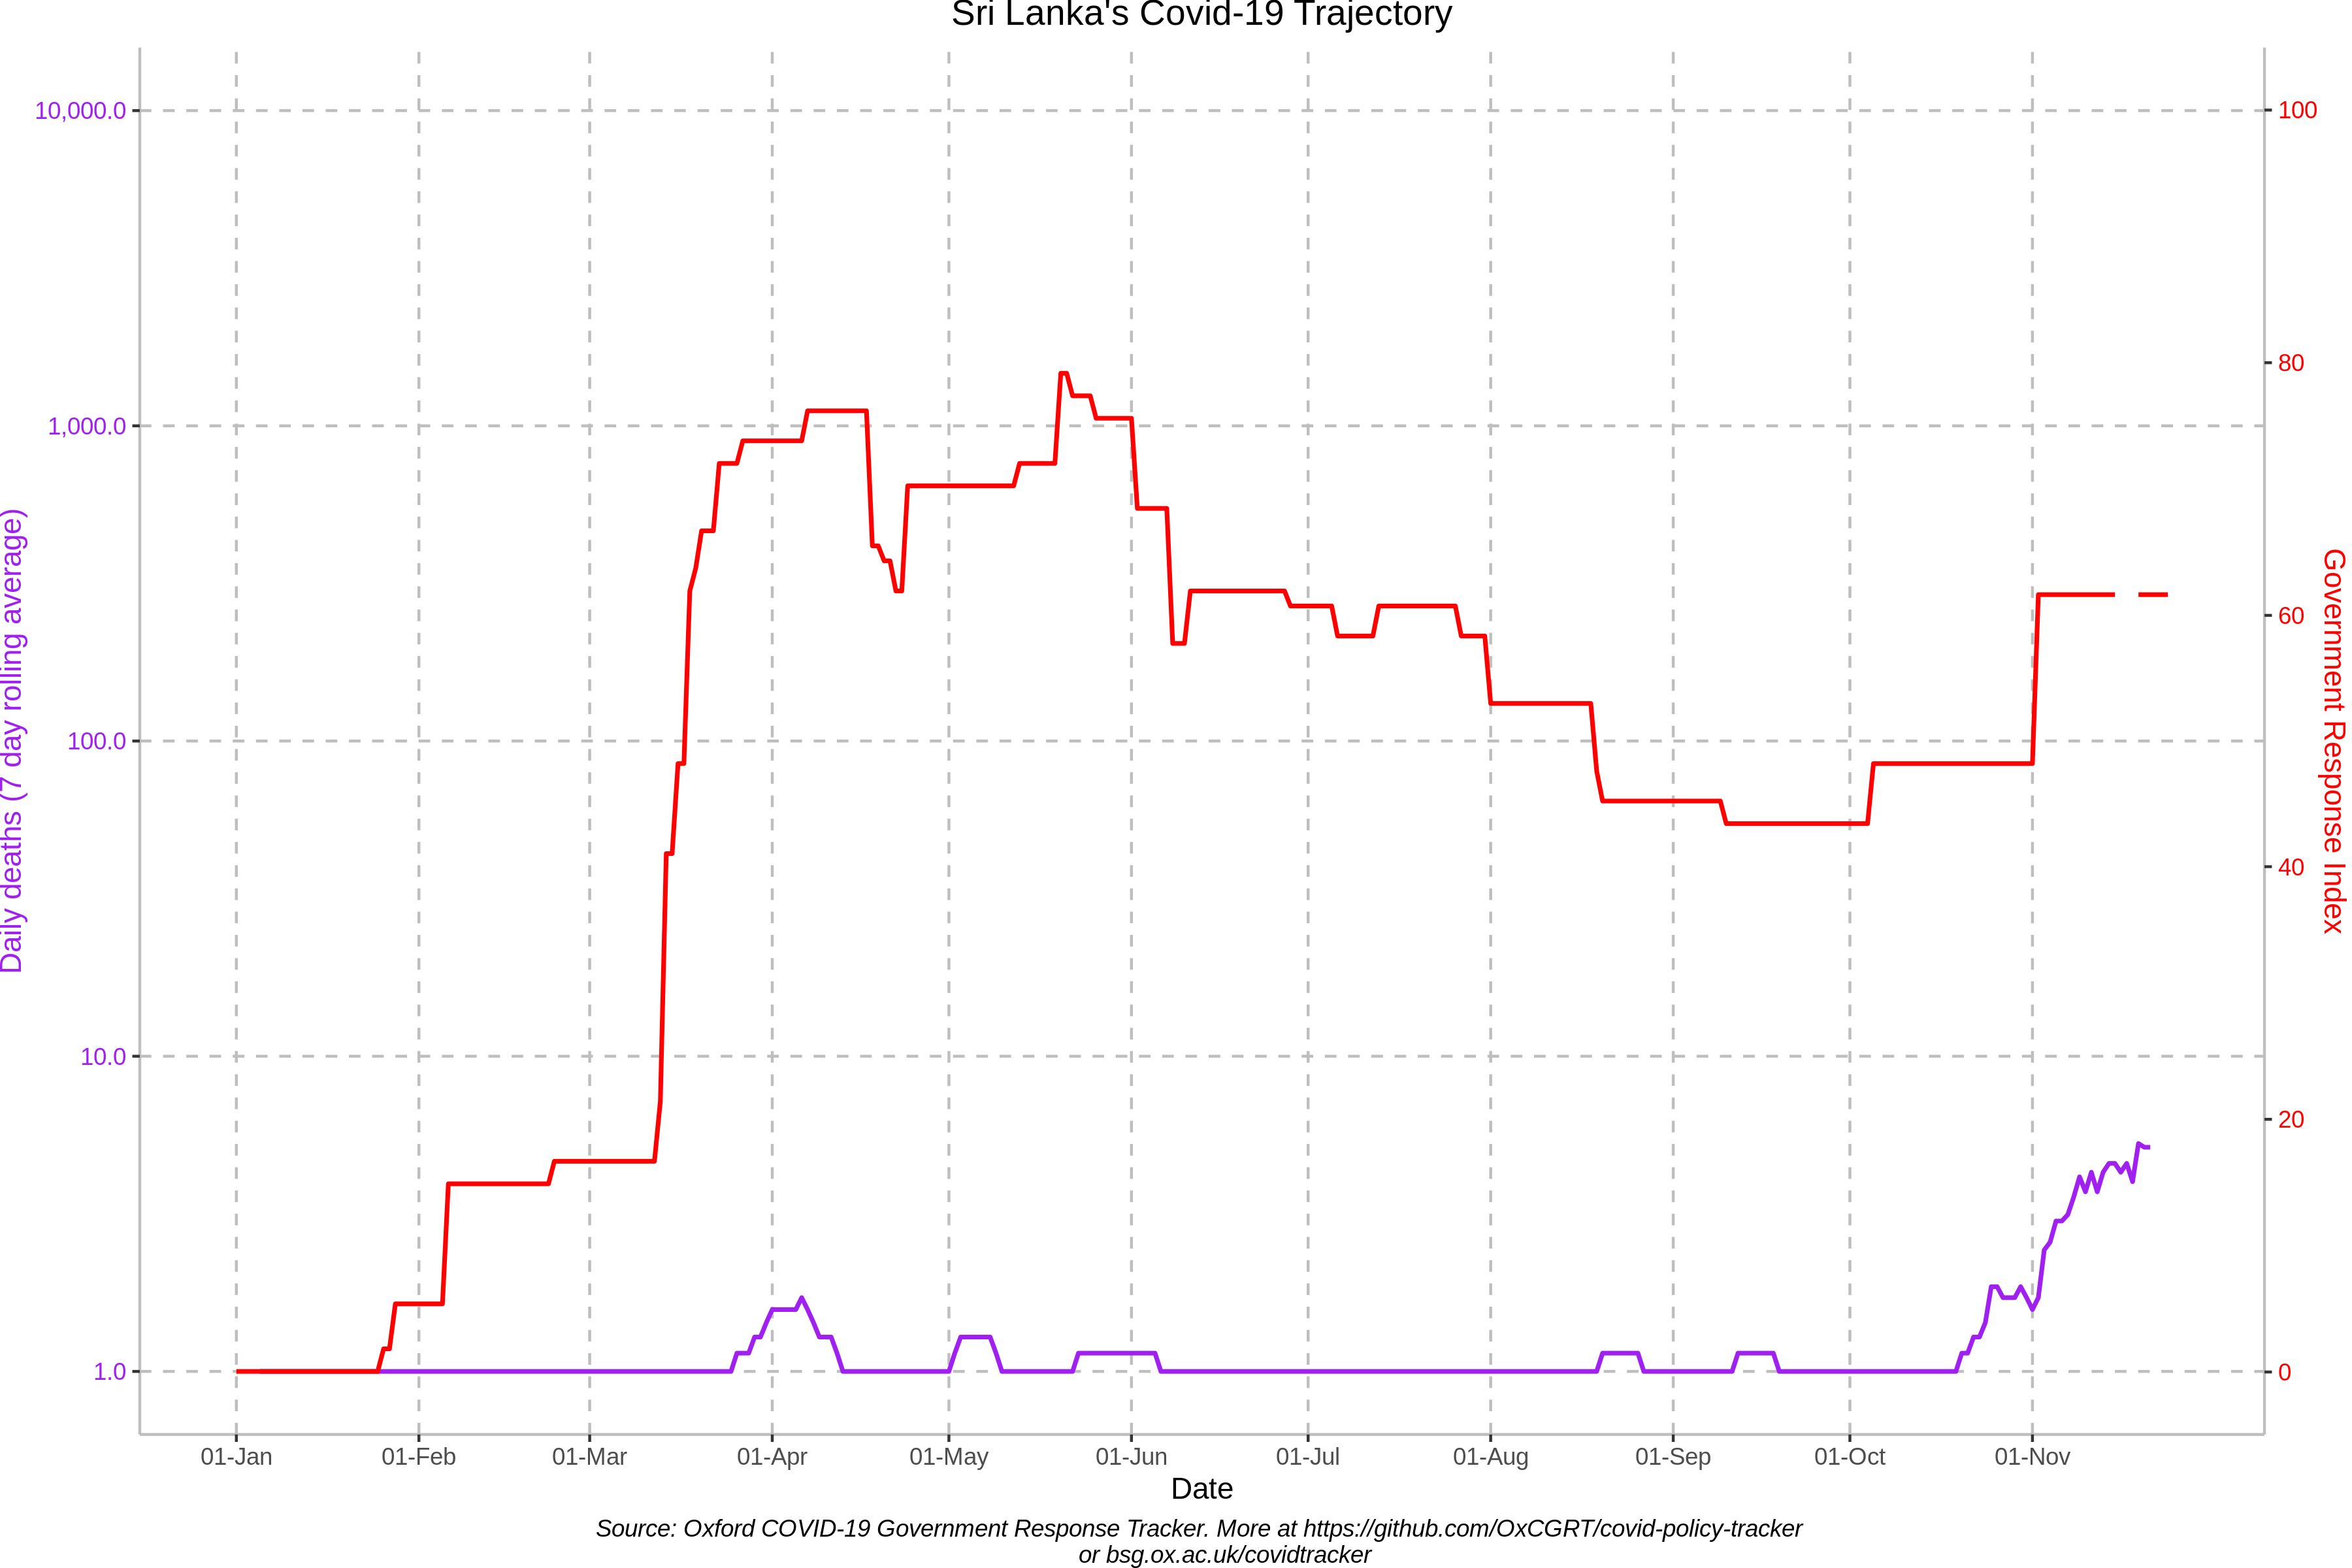 Sri Lanka's Covid-19 Trajectory
10,000.0
1,000.0
100.0
10.0
1.0
Daily deaths (7 day rolling average)
100
80
60
40
20
0
Government Response Index
01-Jan 01-Feb 01-Mar 01-Apr 01-May 01-Jun 01-Jul 01-Aug 01-Sep 01-Oct 01-Nov
Date
Source: Oxford COVID-19 Government Response Tracker. More at https://github.com/OxCGRT/covid-policy-tracker
or bsg.ox.ac.uk/covidtracker